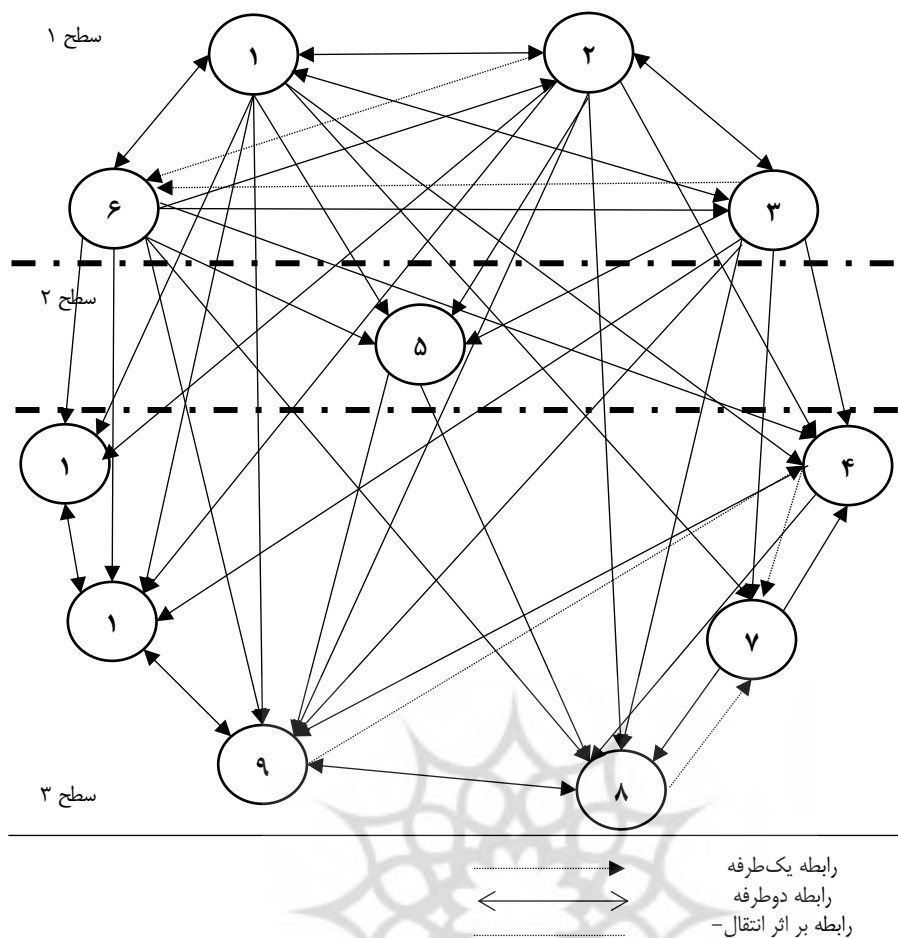 سطح ۱
۱
۲
۶
۳
سطح ۲
۵
۱
۴
۱
۷
۹
۸
سطح ۳
رابطه یک‌طرفه
رابطه دوطرفه
رابطه بر اثر انتقال-